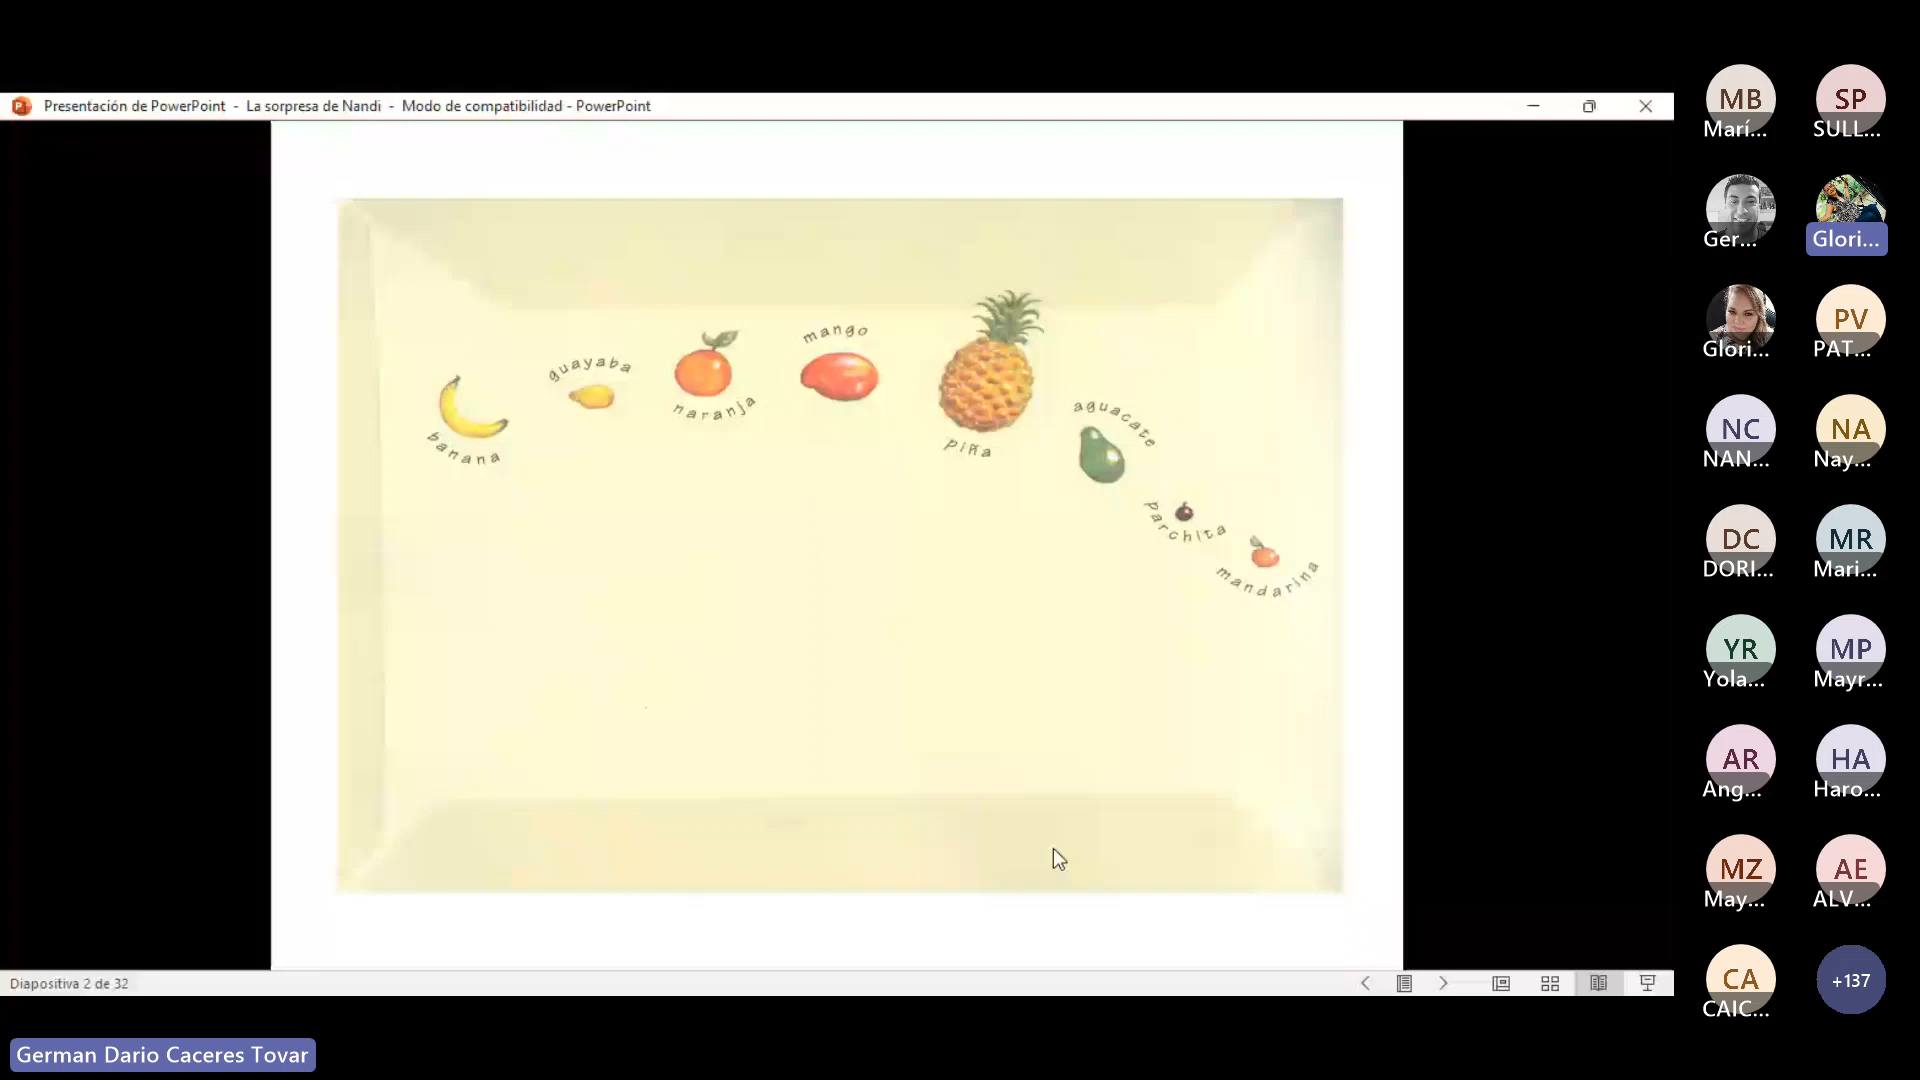 Presentación de PowerPoint - La sorpresa de Nandi - Modo de compatibilidad - PowerPoint
banana
guayaba
naranja
mango
piña
aguacate
parchita
mandarina
Diapositiva 2 de 32
German Dario Caceres Tovar
MB
Marí...
SP
SULL...
Ger...
Glori...
Glori...
PV
PAT...
NC
NAN...
NA
Nay...
DC
DORI...
MR
Mari...
YR
Yola...
MP
Mayr...
AR
Ang...
HA
Haro...
MZ
May...
AE
ALV...
CA
CAIC...
+137